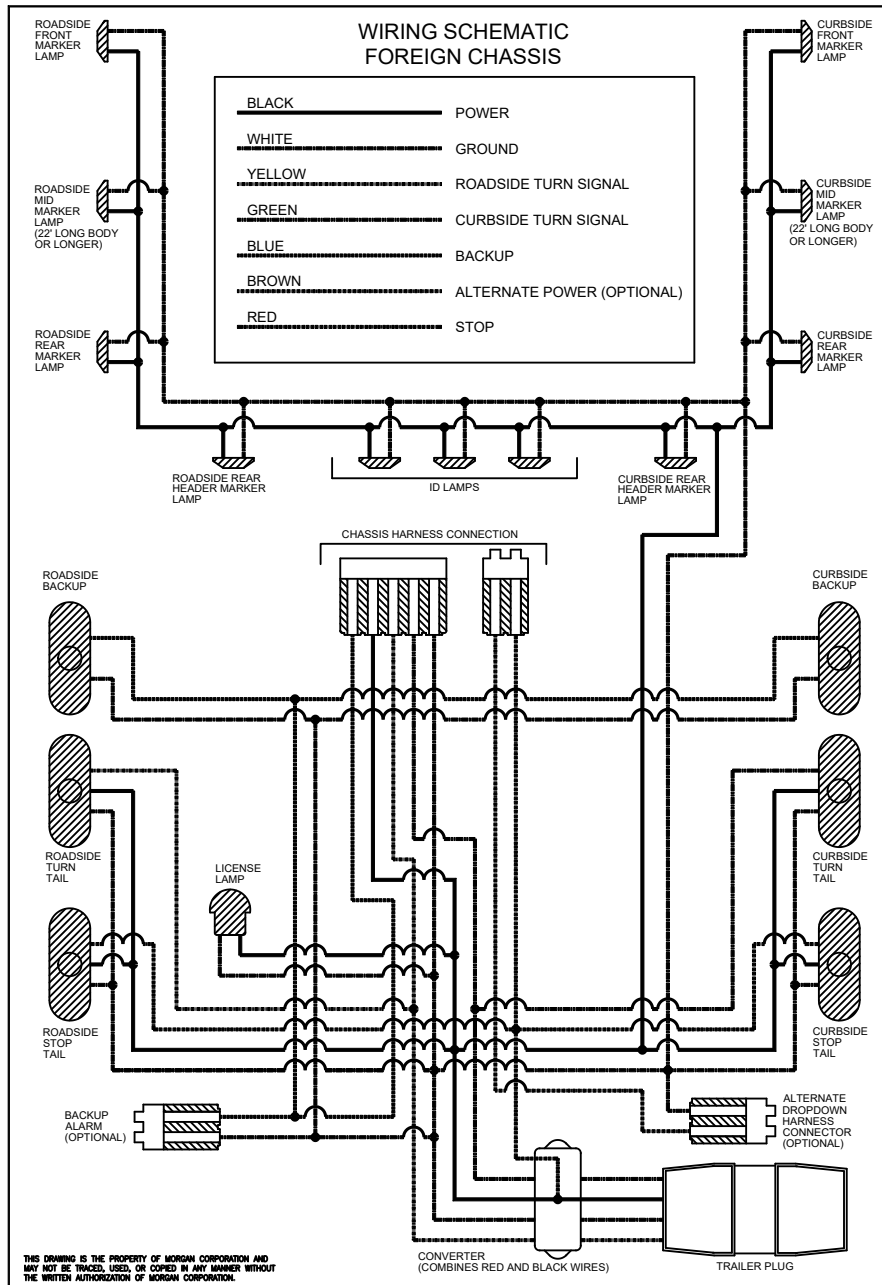 WIRING SCHEMATIC
FOREIGN CHASSIS
ROADSIDE
FRONT
MARKER
LAMP
CURBSIDE
FRONT
MARKER
LAMP
BLACK
POWER
WHITE
GROUND
YELLOW
ROADSIDE TURN SIGNAL
GREEN
CURBSIDE TURN SIGNAL
BLUE
BACKUP
BROWN
ALTERNATE POWER (OPTIONAL)
RED
STOP
ROADSIDE
MID
MARKER
LAMP
(22' LONG BODY
OR LONGER)
CURBSIDE
MID
MARKER
LAMP
(22' LONG BODY
OR LONGER)
ROADSIDE
REAR
MARKER
LAMP
CURBSIDE
REAR
MARKER
LAMP
ROADSIDE REAR
HEADER MARKER
LAMP
ID LAMPS
CURBSIDE REAR
HEADER MARKER
LAMP
CHASSIS HARNESS CONNECTION
ROADSIDE
BACKUP
CURBSIDE
BACKUP
ROADSIDE
TURN
TAIL
LICENSE
LAMP
CURBSIDE
TURN
TAIL
ROADSIDE
STOP
TAIL
CURBSIDE
STOP
TAIL
BACKUP
ALARM
(OPTIONAL)
ALTERNATE
DROPDOWN
HARNESS
CONNECTOR
(OPTIONAL)
CONVERTER
(COMBINES RED AND BLACK WIRES)
TRAILER PLUG
THIS DRAWING IS THE PROPERTY OF MORGAN CORPORATION AND
MAY NOT BE TRACED, USED, OR COPIED IN ANY MANNER WITHOUT
THE WRITTEN AUTHORIZATION OF MORGAN CORPORATION.